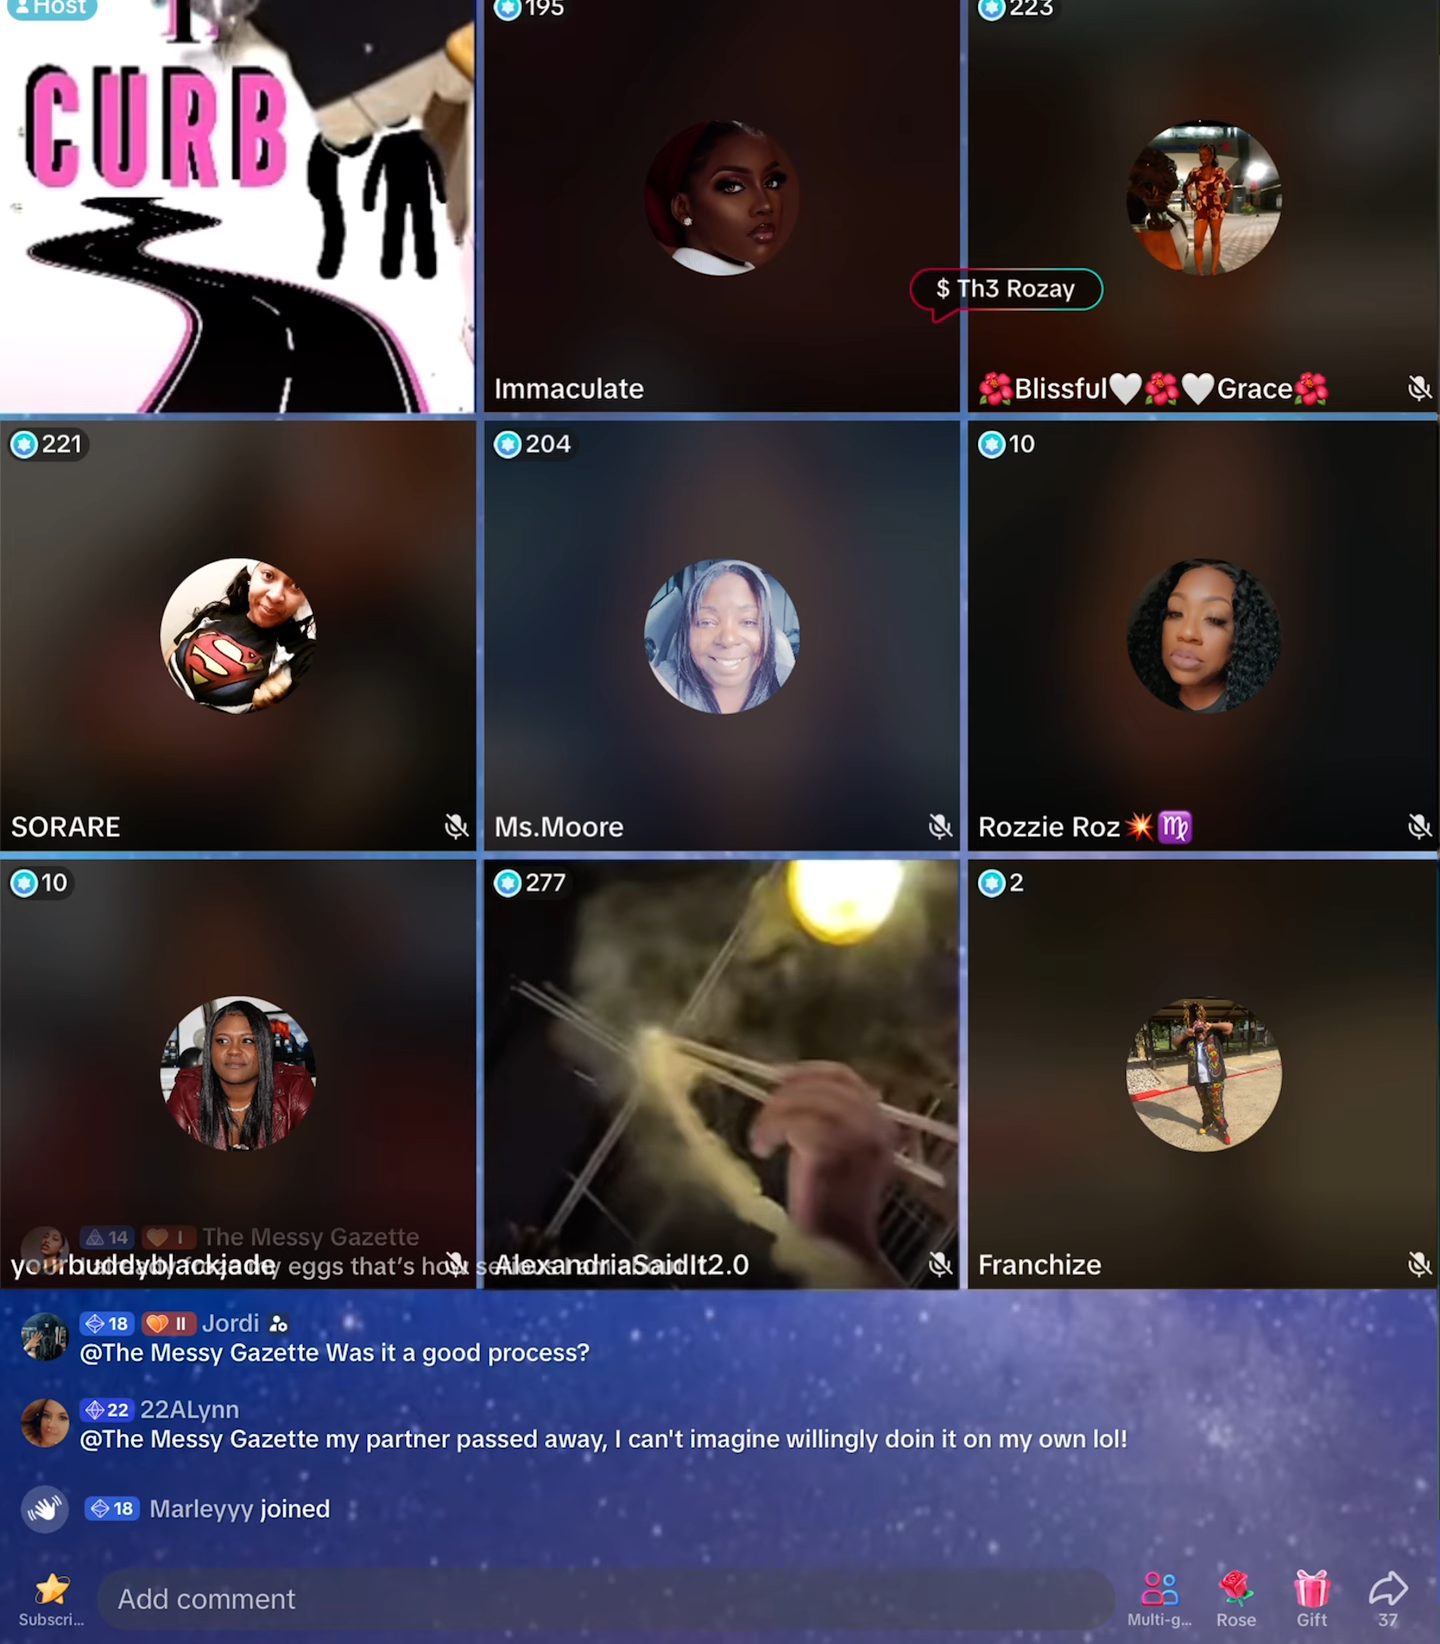 Host
195
223
CURB
$ Th3 Rozay
Immaculate
🌺Blissful🤍🌺🤍Grace🌺
221
204
10
SORARE
Ms.Moore
Rozzie Roz💥♍
10
277
2
14 I The Messy Gazette
yourbuddyblackjade
my eggs that's how
AlexandriaSaidIt2.0
Franchize
18 II Jordi
@The Messy Gazette Was it a good process?
22 22ALynn
@The Messy Gazette my partner passed away, I can't imagine willingly doin it on my own lol!
18 Marleyyy joined
Add comment
Subscri...
Multi-g...
Rose
Gift
37